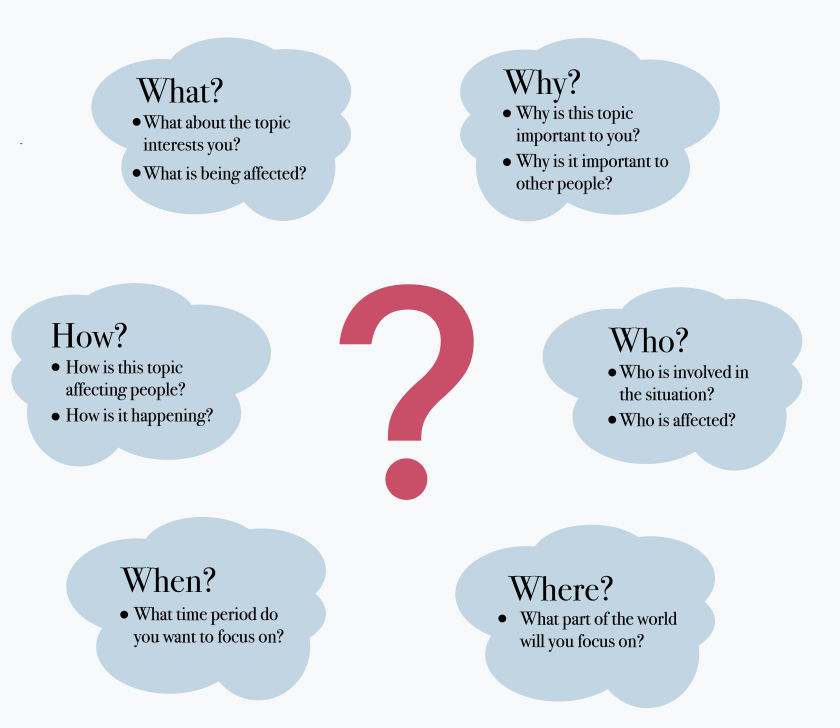 What?
●What about the topic
interests you?
●What is being affected?
Why?
● Why is this topic
important to you?
● Why is it important to
other people?
How?
● How is this topic
affecting people?
● How is it happening?
?
Who?
●Who is involved in
the situation?
●Who is affected?
When?
● What time period do
you want to focus on?
Where?
● What part of the world
will you focus on?